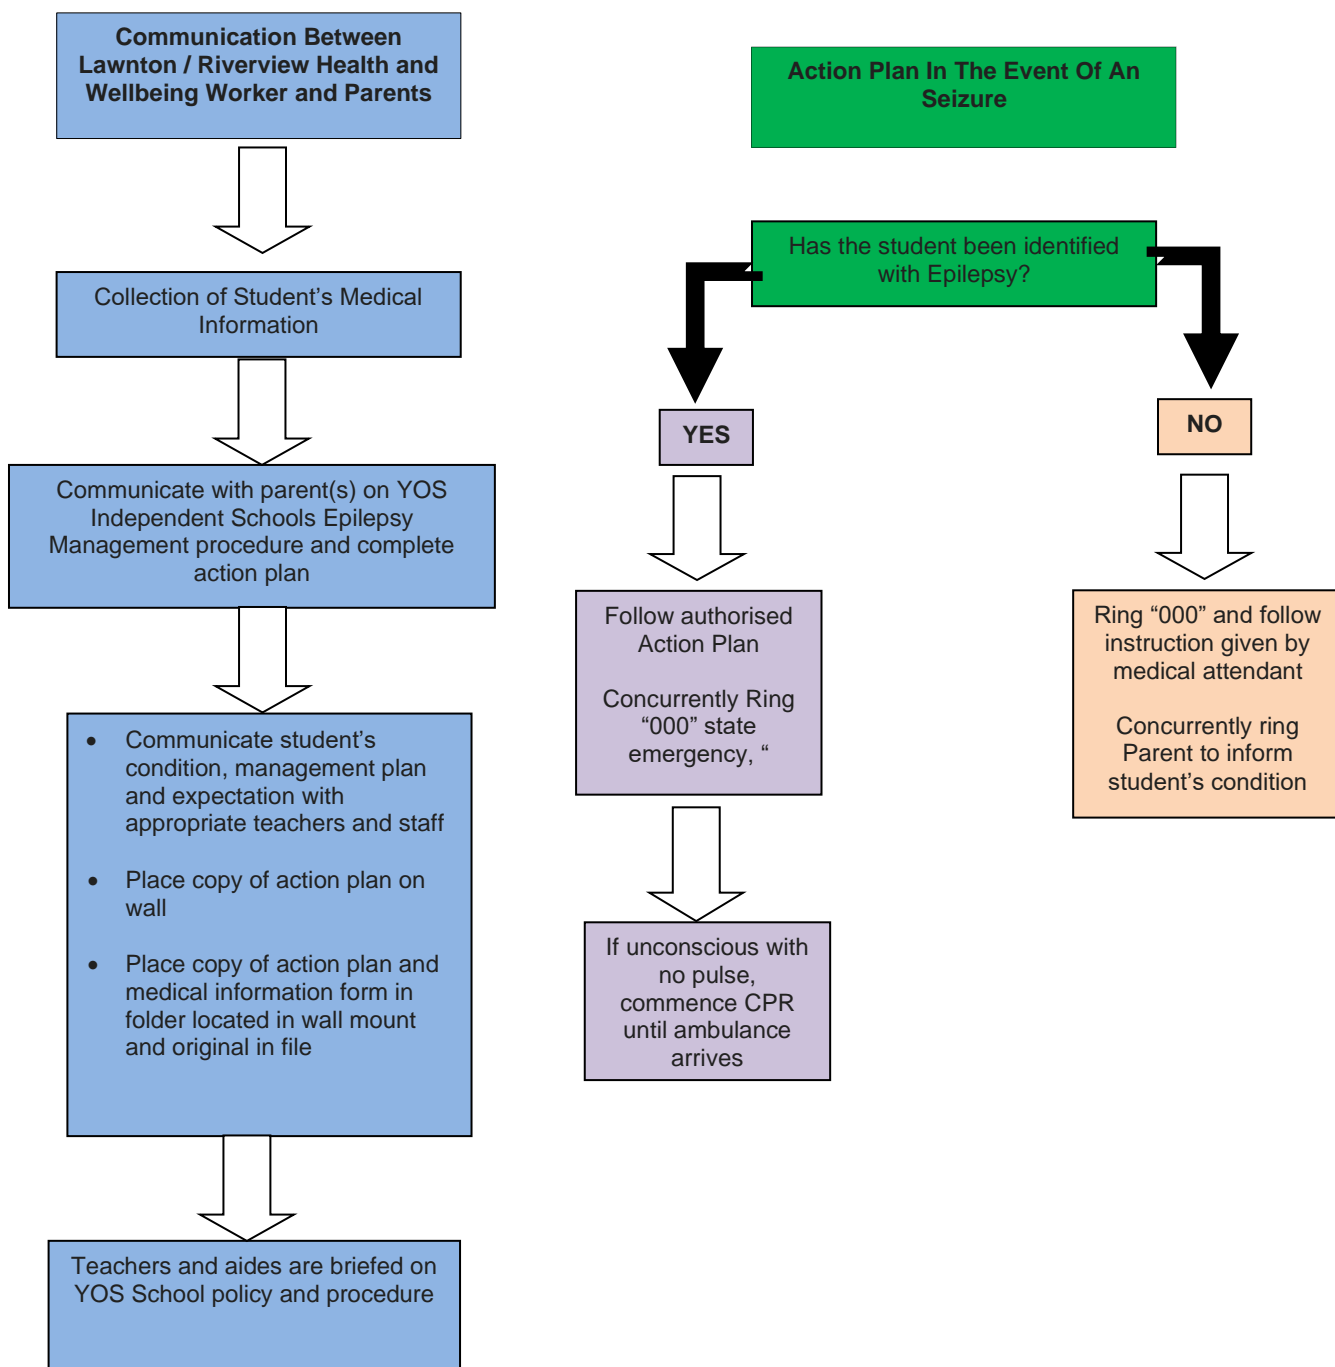 Communication Between
Lawnton / Riverview Health and
Wellbeing Worker and Parents
Collection of Student’s Medical
Information
Communicate with parent(s) on YOS
Independent Schools Epilepsy
Management procedure and complete
action plan
• Communicate student’s
condition, management plan
and expectation with
appropriate teachers and staff
• Place copy of action plan on
wall
• Place copy of action plan and
medical information form in
folder located in wall mount
and original in file
Teachers and aides are briefed on
YOS School policy and procedure
Action Plan In The Event Of An
Seizure
Has the student been identified
with Epilepsy?
YES
Follow authorised
Action Plan
Concurrently Ring
“000” state
emergency, “
If unconscious with
no pulse,
commence CPR
until ambulance
arrives
NO
Ring “000” and follow
instruction given by
medical attendant
Concurrently ring
Parent to inform
student’s condition